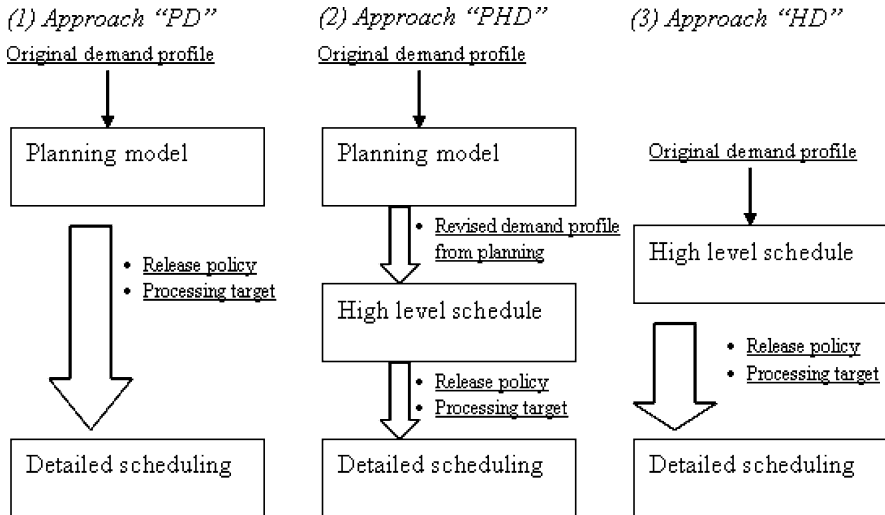 (1) Approach "PD"
Original demand profile
Planning model
• Release policy
• Processing target
Detailed scheduling
(2) Approach "PHD"
Original demand profile
Planning model
• Revised demand profile
from planning
High level schedule
• Release policy
• Processing target
Detailed scheduling
(3) Approach "HD"
Original demand profile
High level schedule
• Release policy
• Processing target
Detailed scheduling